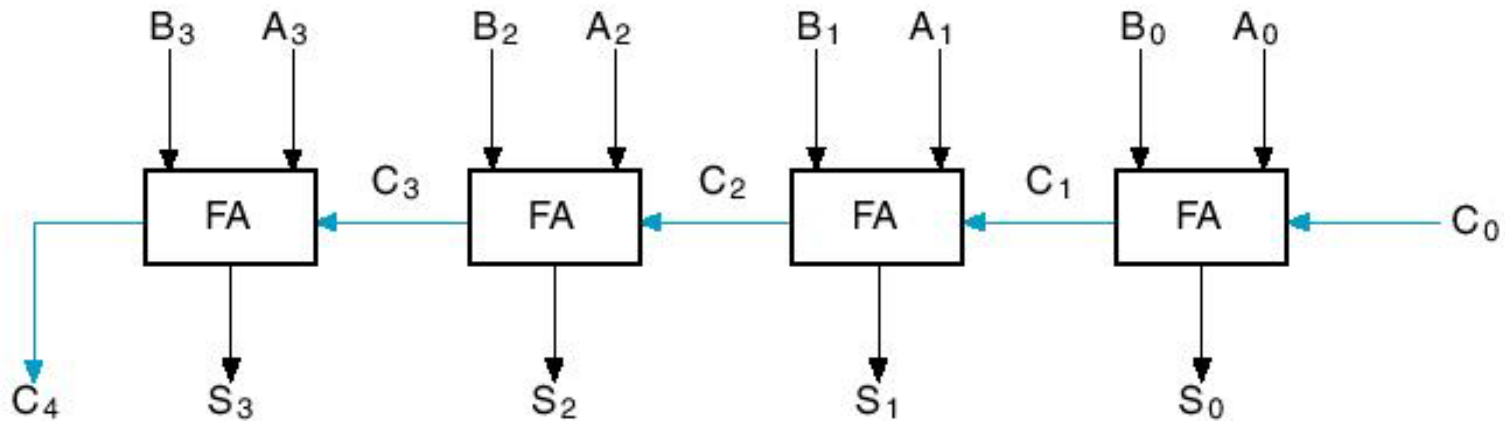 B3 A3 B2 A2 B1 A1 B0 A0
C3 C2 C1
FA FA FA FA C0
C4 S3 S2 S1 S0